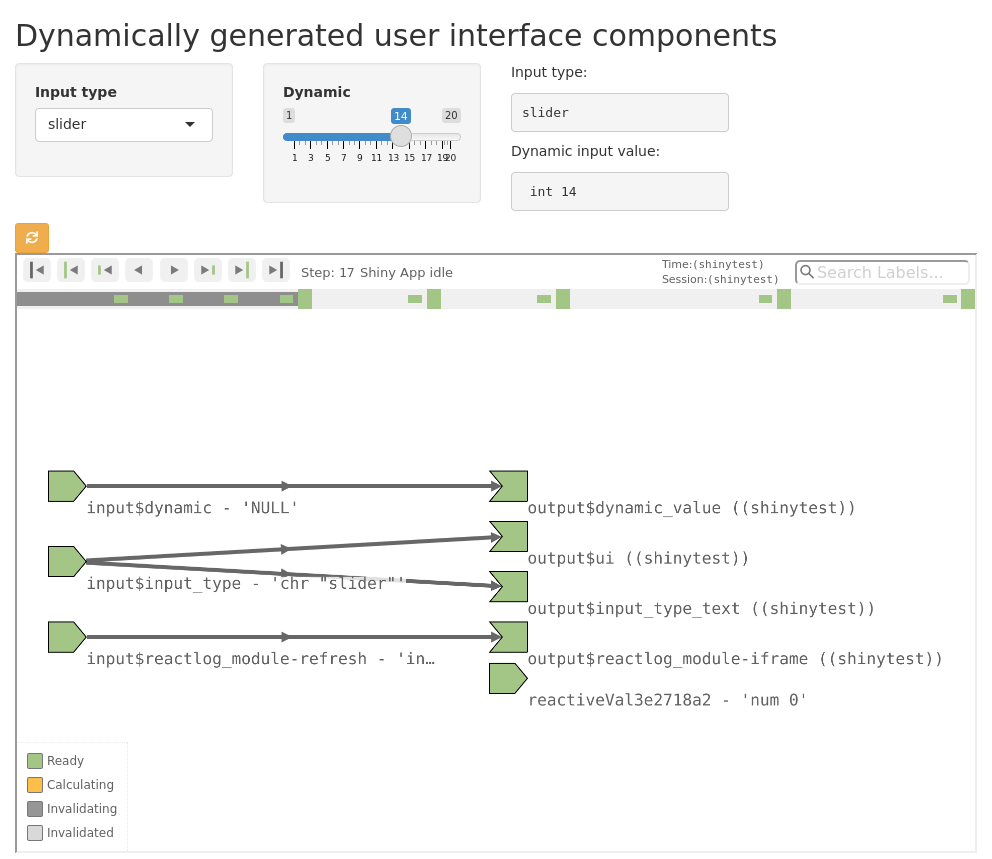 Dynamically generated user interface components
Input type
slider
Dynamic
1 14 20
1 3 5 7 9 11 13 15 17 19 20
Input type:
slider
Dynamic input value:
int 14
Step: 17 Shiny App idle
Time:(shinytest)
Session:(shinytest)
Search Labels...
input$dynamic - 'NULL'
output$dynamic_value ((shinytest))
output$ui ((shinytest))
input$input_type - 'chr "slider"'
output$input_type_text ((shinytest))
input$reactlog_module-refresh - 'in…
output$reactlog_module-iframe ((shinytest))
reactiveVal3e2718a2 - 'num 0'
Ready
Calculating
Invalidating
Invalidated